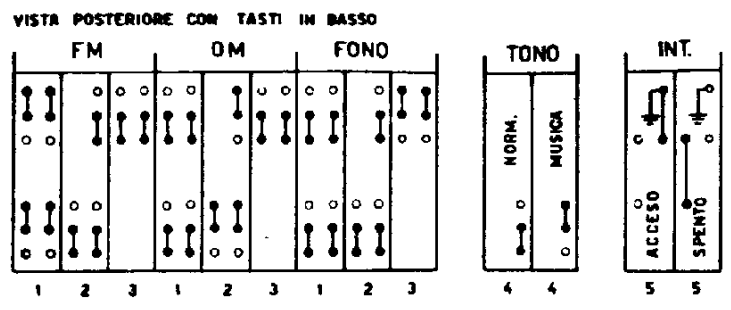 VISTA POSTERIORE CON TASTI IN BASSO
FM OM FONO TONO INT.
NORM. MUSICA ACCESO SPENTO
1 2 3 1 2 3 1 2 3 4 4 5 5